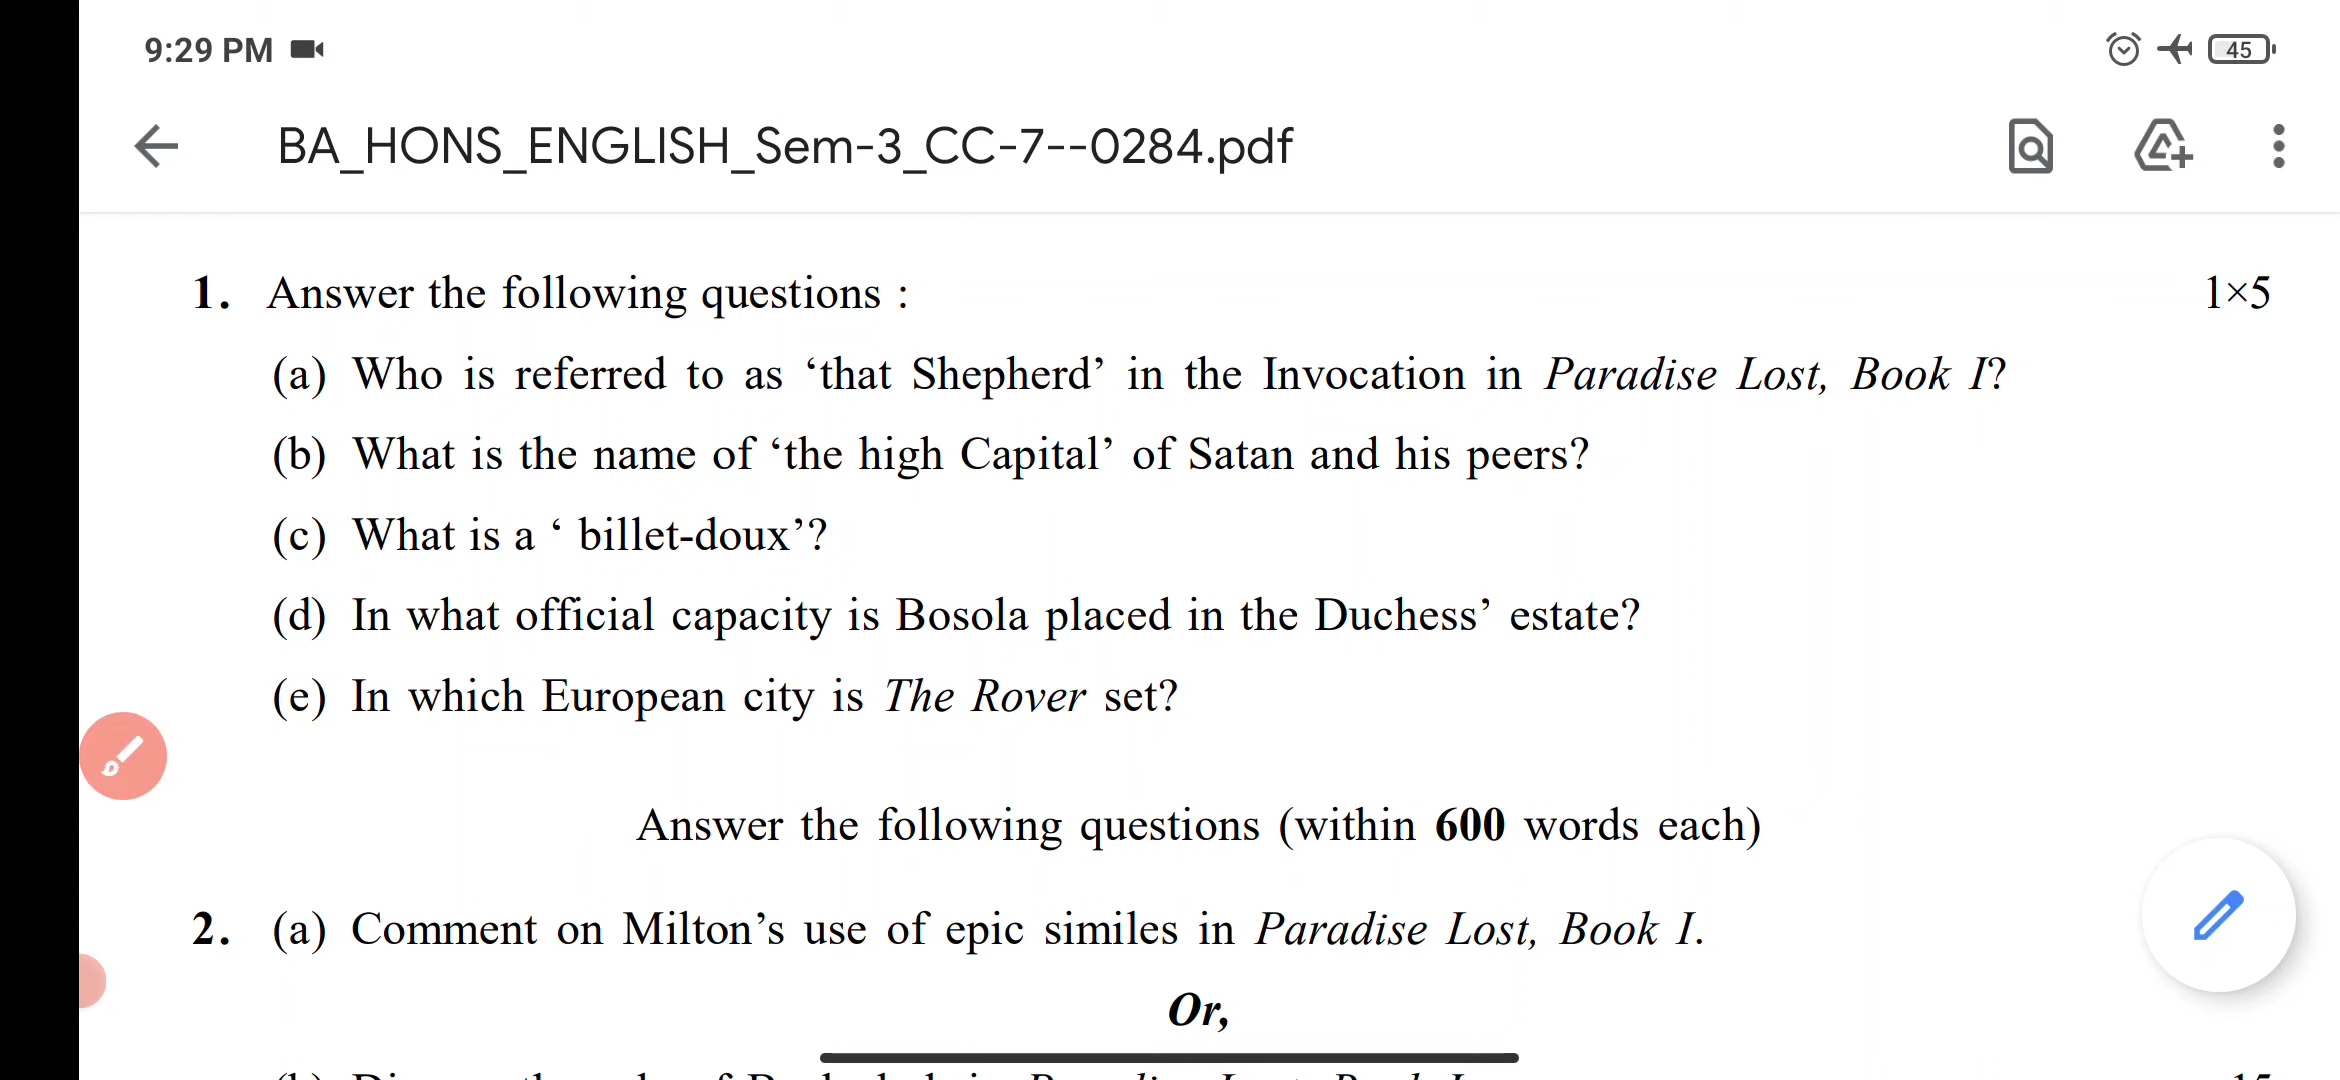 9:29 PM
45
BA_HONS_ENGLISH_Sem-3_CC-7--0284.pdf
1. Answer the following questions : 1×5
(a) Who is referred to as ‘that Shepherd’ in the Invocation in Paradise Lost, Book I?
(b) What is the name of ‘the high Capital’ of Satan and his peers?
(c) What is a ‘ billet-doux’?
(d) In what official capacity is Bosola placed in the Duchess’ estate?
(e) In which European city is The Rover set?
Answer the following questions (within 600 words each)
2. (a) Comment on Milton’s use of epic similes in Paradise Lost, Book I.
Or,